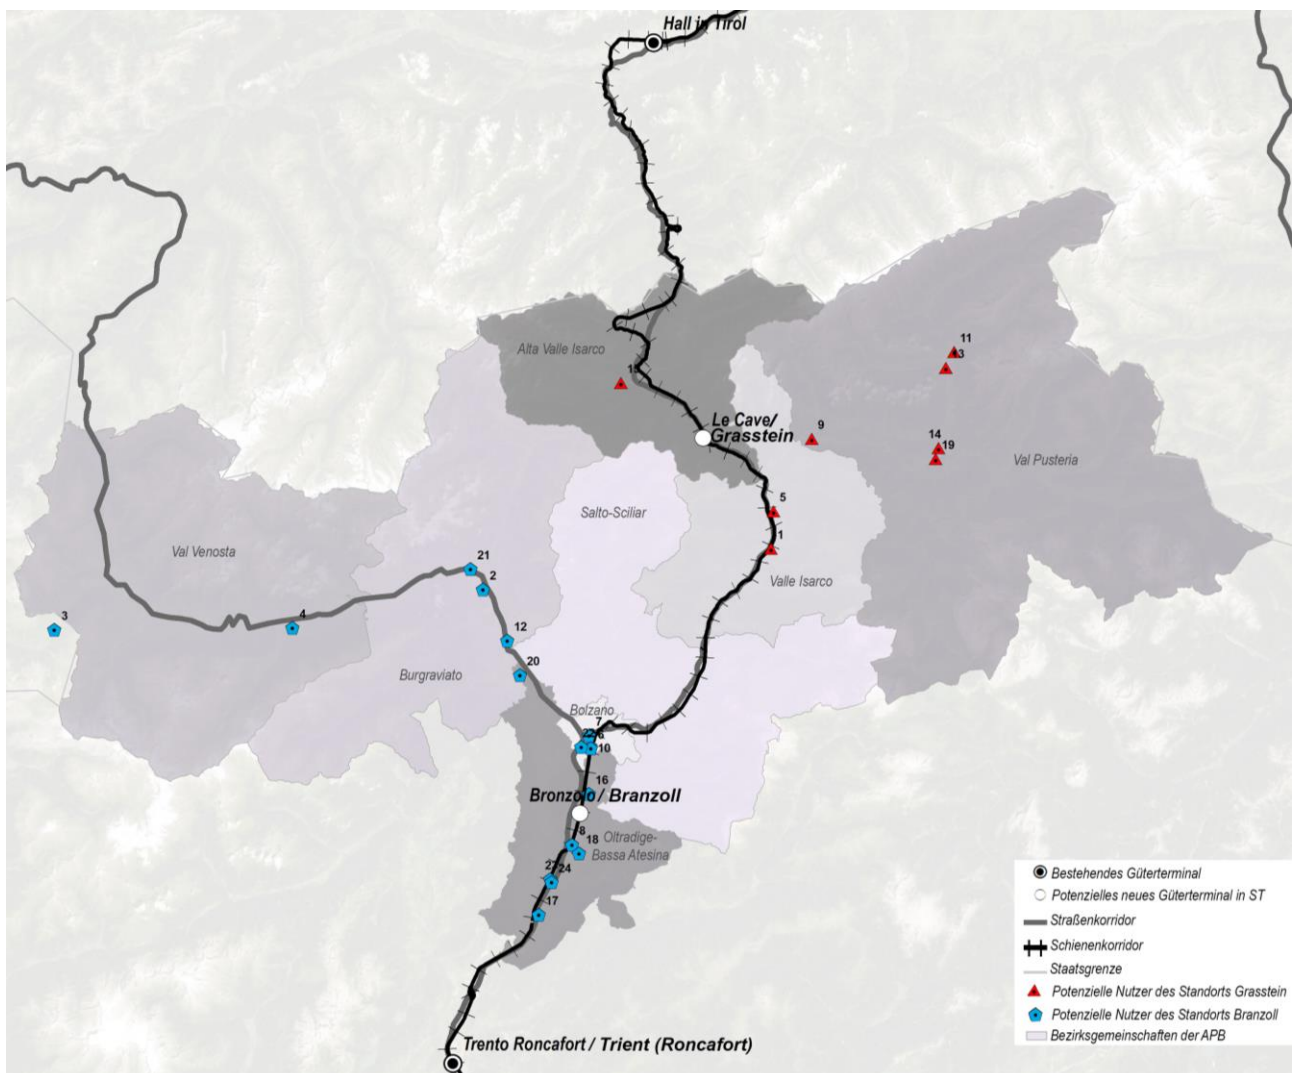 Hall in Tirol
Alta Valle Isarco
11
13
15
Le Cave/
Grasstein
9
14
19
Val Pusteria
5
Salto-Sciliar
1
Val Venosta
21
2
Valle Isarco
3
4
12
Burgraviato
20
Bolzano
7
6
10
16
Bronzolo / Branzoll
8
18
Oltradige-
Bassa Atesina
24
17
Trento Roncafort / Trient (Roncafort)
Bestehendes Güterterminal
Potenzielles neues Güterterminal in ST
Straßenkorridor
Schienenkorridor
Staatsgrenze
Potenzielle Nutzer des Standorts Grasstein
Potenzielle Nutzer des Standorts Branzoll
Bezirksgemeinschaften der APB